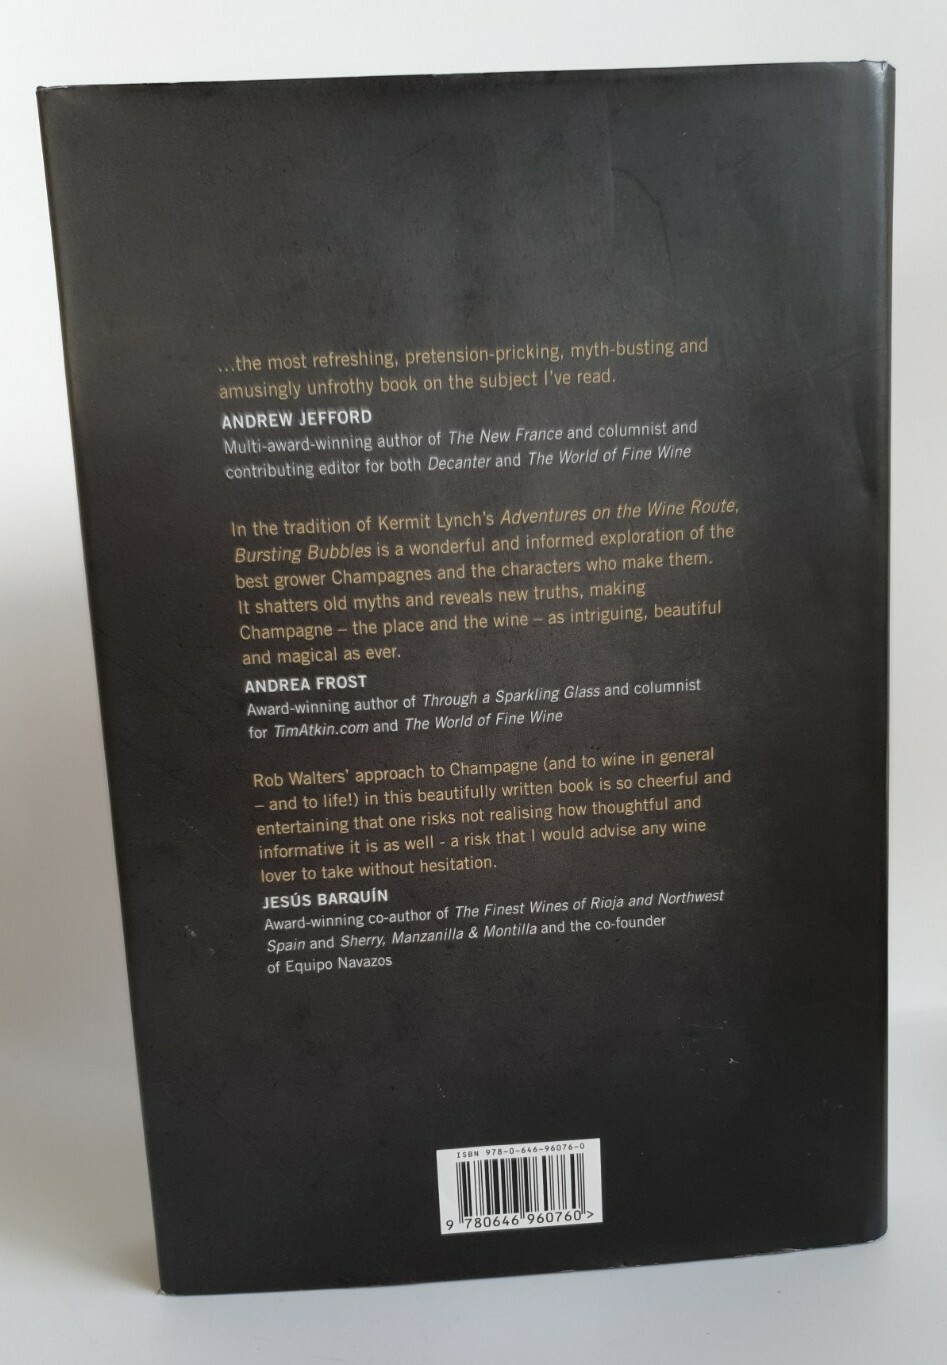 ...the most refreshing, pretension-pricking, myth-busting and
amusingly unfrothy book on the subject I've read.
ANDREW JEFFORD
Multi-award-winning author of The New France and columnist and
contributing editor for both Decanter and The World of Fine Wine
In the tradition of Kermit Lynch's Adventures on the Wine Route,
Bursting Bubbles is a wonderful and informed exploration of the
best grower Champagnes and the characters who make them.
It shatters old myths and reveals new truths, making
Champagne – the place and the wine – as intriguing, beautiful
and magical as ever.
ANDREA FROST
Award-winning author of Through a Sparkling Glass and columnist
for TimAtkin.com and The World of Fine Wine
Rob Walters' approach to Champagne (and to wine in general
– and to life!) in this beautifully written book is so cheerful and
entertaining that one risks not realising how thoughtful and
informative it is as well - a risk that I would advise any wine
lover to take without hesitation.
JESÚS BARQUÍN
Award-winning co-author of The Finest Wines of Rioja and Northwest
Spain and Sherry, Manzanilla & Montilla and the co-founder
of Equipo Navazos
ISBN 978-0-646-96076-0
9 780646 960760 >